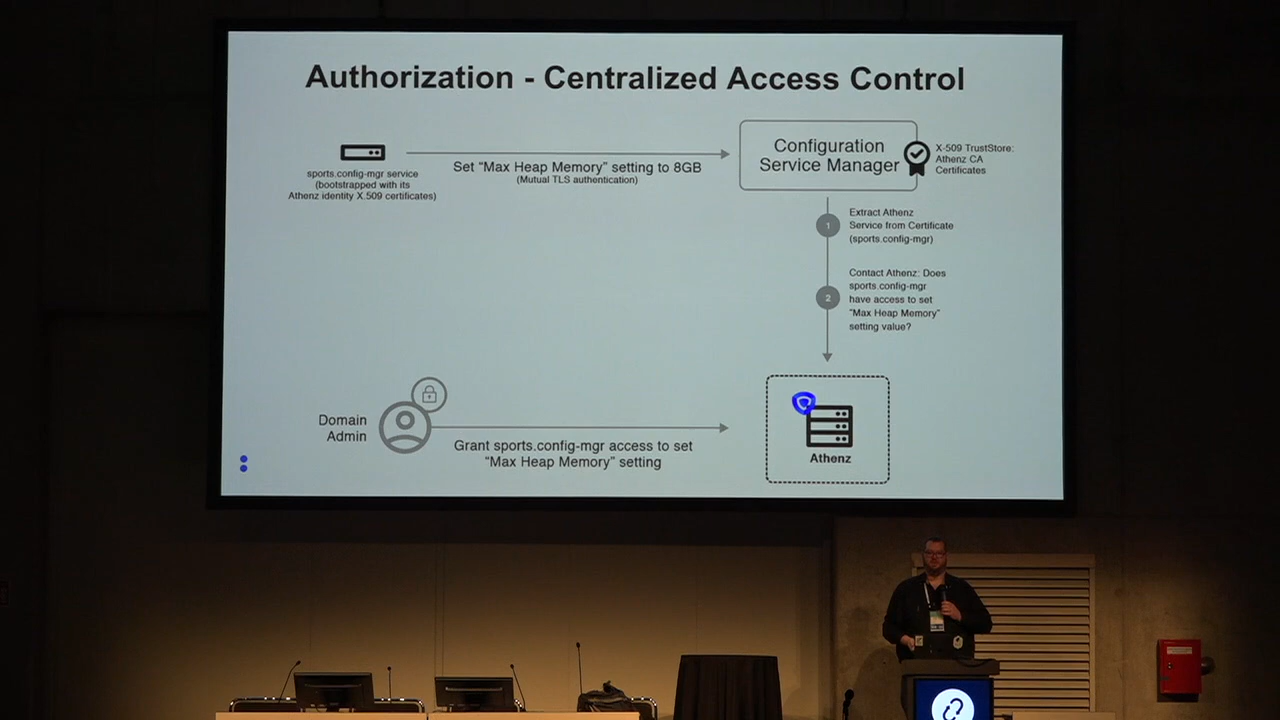 Authorization - Centralized Access Control
sports.config-mgr service
(bootstrapped with its
Athenz identity X.509 certificates)
Set “Max Heap Memory” setting to 8GB
(Mutual TLS authentication)
Configuration
Service Manager
X-509 TrustStore:
Athenz CA
Certificates
1
Extract Athenz
Service from Certificate
(sports.config-mgr)
2
Contact Athenz: Does
sports.config-mgr
have access to set
“Max Heap Memory”
setting value?
Domain
Admin
Grant sports.config-mgr access to set
“Max Heap Memory” setting
Athenz